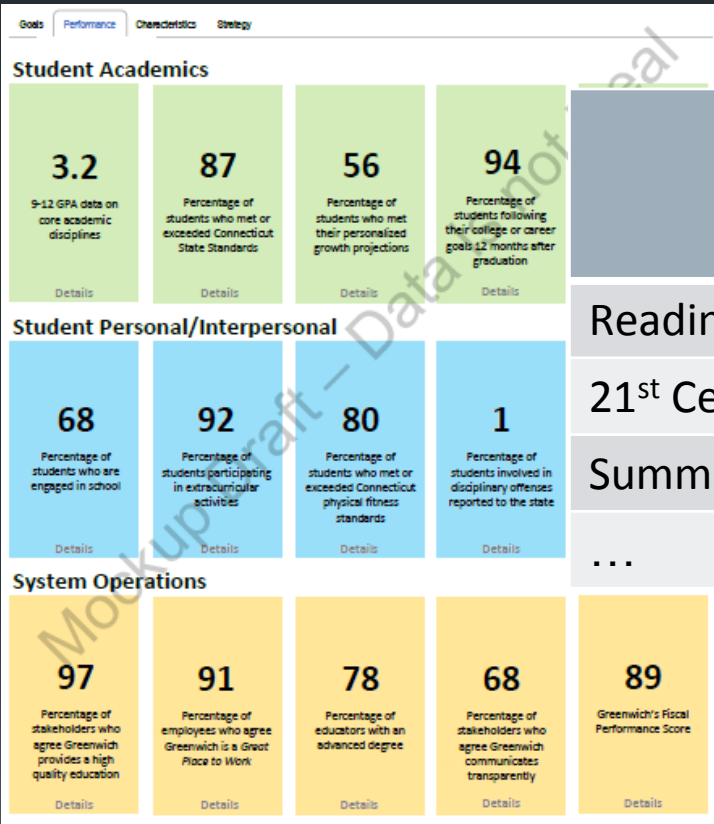 Goals Performance Characteristics Strategy
Student Academics
3.2
9-12 GPA data on
core academic
disciplines
Details
87
Percentage of
students who met or
exceeded Connecticut
State Standards
Details
56
Percentage of
students who met
their personalized
growth projections
Details
94
Percentage of
students following
their college or career
goals 12 months after
graduation
Details
Student Personal/Interpersonal
68
Percentage of
students who are
engaged in school
Details
92
Percentage of
students participating
in extracurricular
activities
Details
80
Percentage of
students who met or
exceeded Connecticut
physical fitness
standards
Details
1
Percentage of
students involved in
disciplinary offenses
reported to the state
Details
System Operations
97
Percentage of
stakeholders who
agree Greenwich
provides a high
quality education
Details
91
Percentage of
employees who agree
Greenwich is a Great
Place to Work
Details
78
Percentage of
educators with an
advanced degree
Details
68
Percentage of
stakeholders who
agree Greenwich
communicates
transparently
Details
89
Greenwich's Fiscal
Performance Score
Details
Readin
21st Ce
Summ
...
Mockup Draft – Data is not